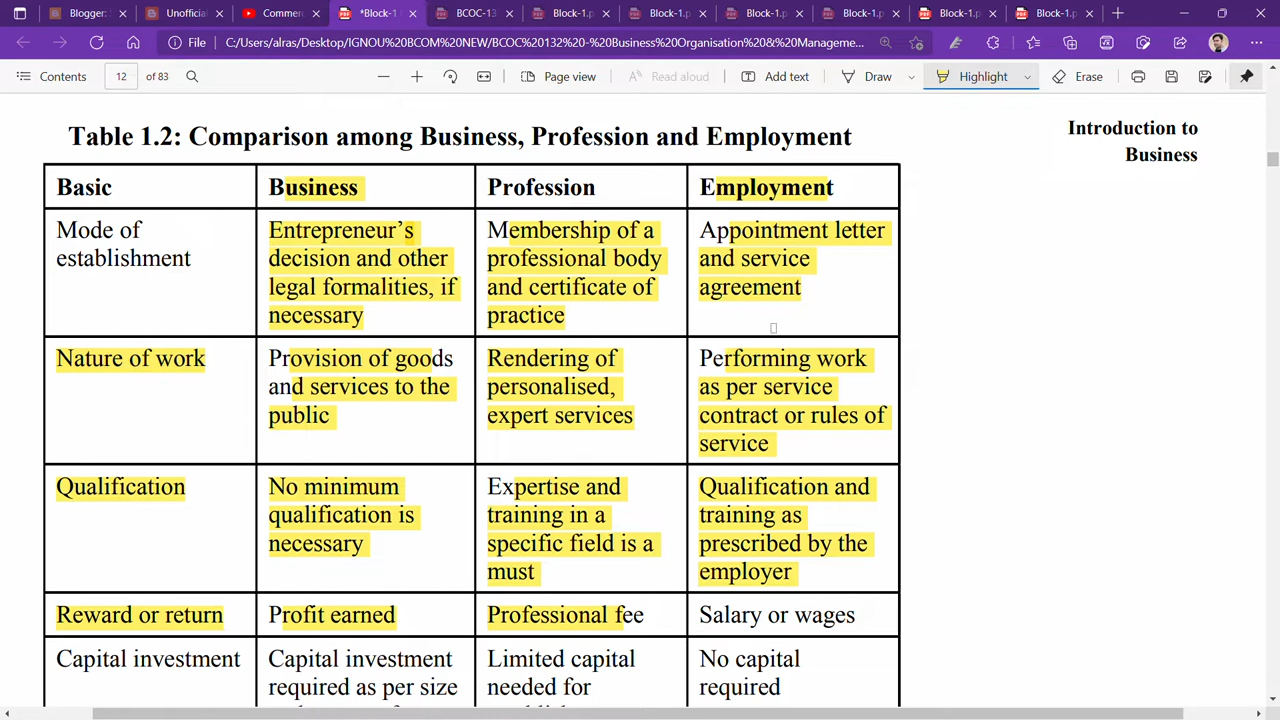 Blogger:
Unofficia
Commerc
*Block-1
BCOC-13
Block-1.p
Block-1.p
Block-1.p
Block-1.p
Block-1.p
Block-1.p
File
C:/Users/alras/Desktop/IGNOU%20BCOM%20NEW/BCOC%20132%20-%20Business%20Organisation%20&%20Manageme...
Contents
12
of 83
Page view
Read aloud
Add text
Draw
Highlight
Erase
Table 1.2: Comparison among Business, Profession and Employment
Introduction to
Business
Basic
Business
Profession
Employment
Mode of
establishment
Entrepreneur's
decision and other
legal formalities, if
necessary
Membership of a
professional body
and certificate of
practice
Appointment letter
and service
agreement
Nature of work
Provision of goods
and services to the
public
Rendering of
personalised,
expert services
Performing work
as per service
contract or rules of
service
Qualification
No minimum
qualification is
necessary
Expertise and
training in a
specific field is a
must
Qualification and
training as
prescribed by the
employer
Reward or return
Profit earned
Professional fee
Salary or wages
Capital investment
Capital investment
required as per size
Limited capital
needed for
No capital
required